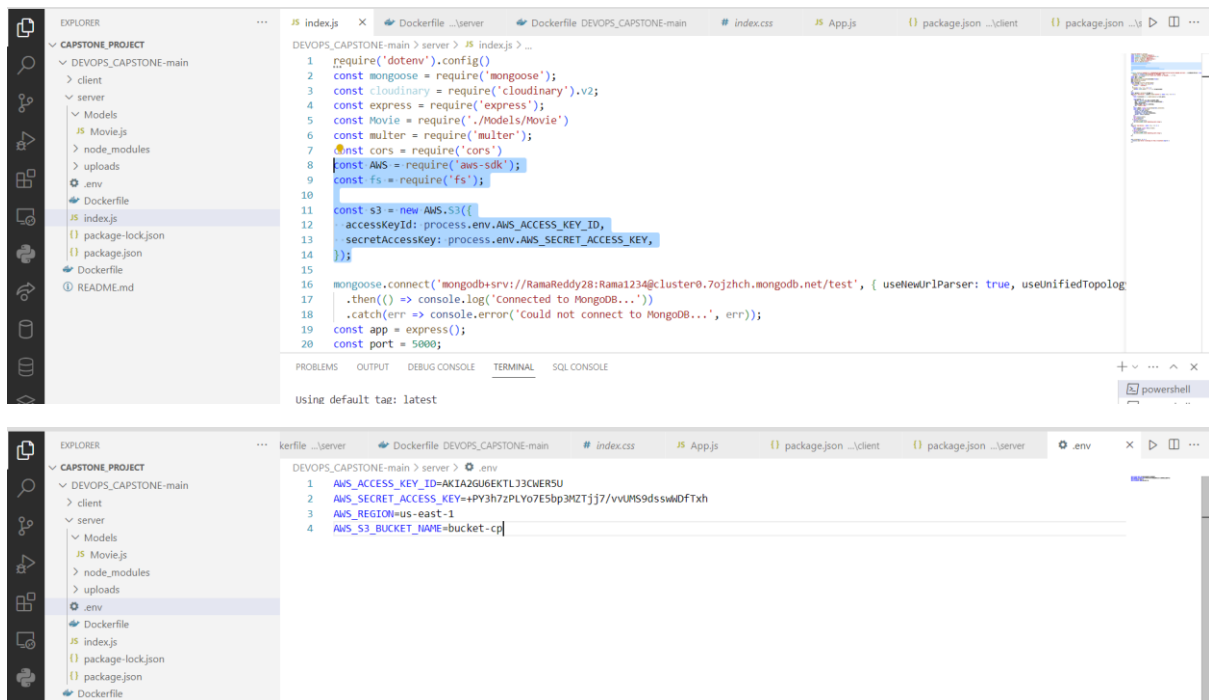 EXPLORER
CAPSTONE_PROJECT
DEVOPS_CAPSTONE-main
client
server
Models
JS Movie.js
node_modules
uploads
.env
Dockerfile
JS index.js
{} package-lock.json
{} package.json
Dockerfile
README.md
JS index.js × Dockerfile ...\server Dockerfile DEVOPS_CAPSTONE-main # index.css JS App.js {} package.json ...\client {} package.json ...\s
DEVOPS_CAPSTONE-main > server > JS index.js > ...
1 require('dotenv').config()
2 const mongoose = require('mongoose');
3 const cloudinary = require('cloudinary').v2;
4 const express = require('express');
5 const Movie = require('./Models/Movie')
6 const multer = require('multer');
7 const cors = require('cors')
8 const AWS = require('aws-sdk');
9 const fs = require('fs');
10
11 const s3 = new AWS.S3({
12 accessKeyId: process.env.AWS_ACCESS_KEY_ID,
13 secretAccessKey: process.env.AWS_SECRET_ACCESS_KEY,
14 });
15
16 mongoose.connect('mongodb+srv://RamaReddy28:Rama1234@cluster0.7ojzhch.mongodb.net/test', { useNewUrlParser: true, useUnifiedTopolog
17 .then(() => console.log('Connected to MongoDB...'))
18 .catch(err => console.error('Could not connect to MongoDB...', err));
19 const app = express();
20 const port = 5000;
PROBLEMS OUTPUT DEBUG CONSOLE TERMINAL SQL CONSOLE
Using default tag: latest
powershell
EXPLORER
CAPSTONE_PROJECT
DEVOPS_CAPSTONE-main
client
server
Models
JS Movie.js
node_modules
uploads
.env
Dockerfile
JS index.js
{} package-lock.json
{} package.json
Dockerfile
kerfile ...\server Dockerfile DEVOPS_CAPSTONE-main # index.css JS App.js {} package.json ...\client {} package.json ...\server .env ×
DEVOPS_CAPSTONE-main > server > .env
1 AWS_ACCESS_KEY_ID=AKIA2GU6EKTLJ3CWER5U
2 AWS_SECRET_ACCESS_KEY=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
3 AWS_REGION=us-east-1
4 AWS_S3_BUCKET_NAME=bucket-cp